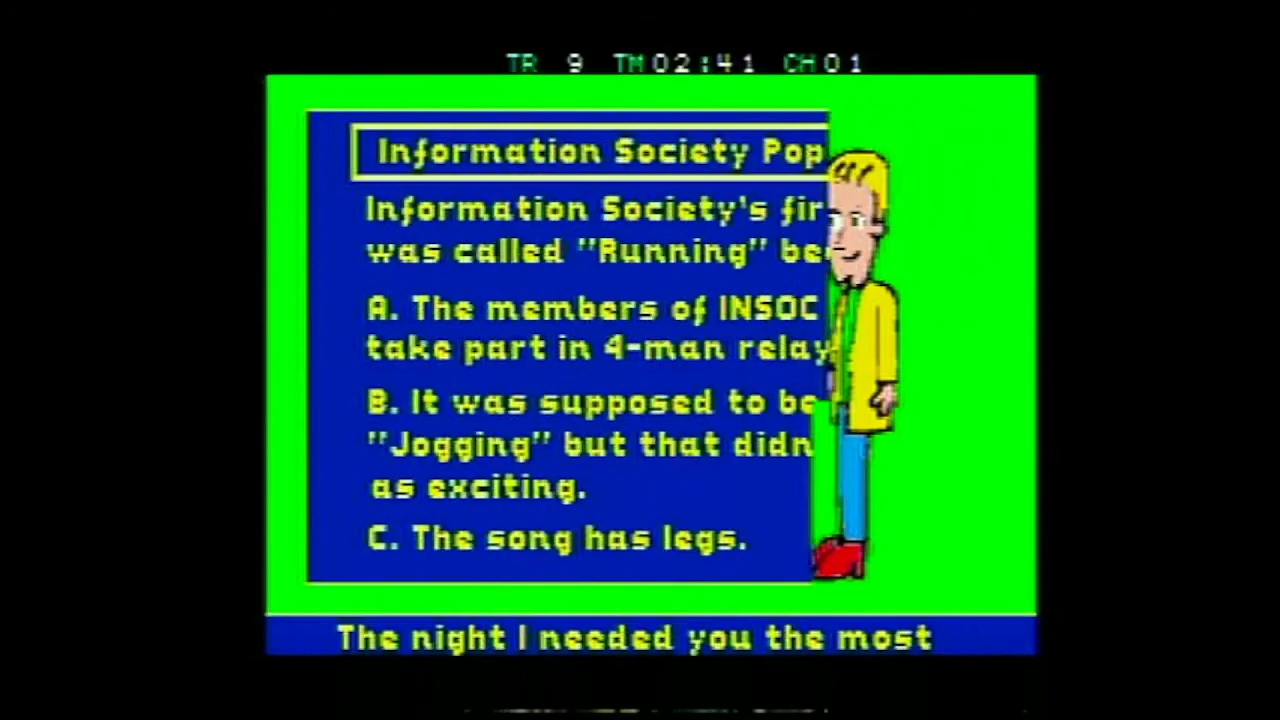 TR 9 TM02:41 CH01
Information Society Pop
Information Society's fir
was called "Running" be
A. The members of INSOC
take part in 4-man relay
B. It was supposed to be
"Jogging" but that didn
as exciting.
C. The song has legs.
The night I needed you the most